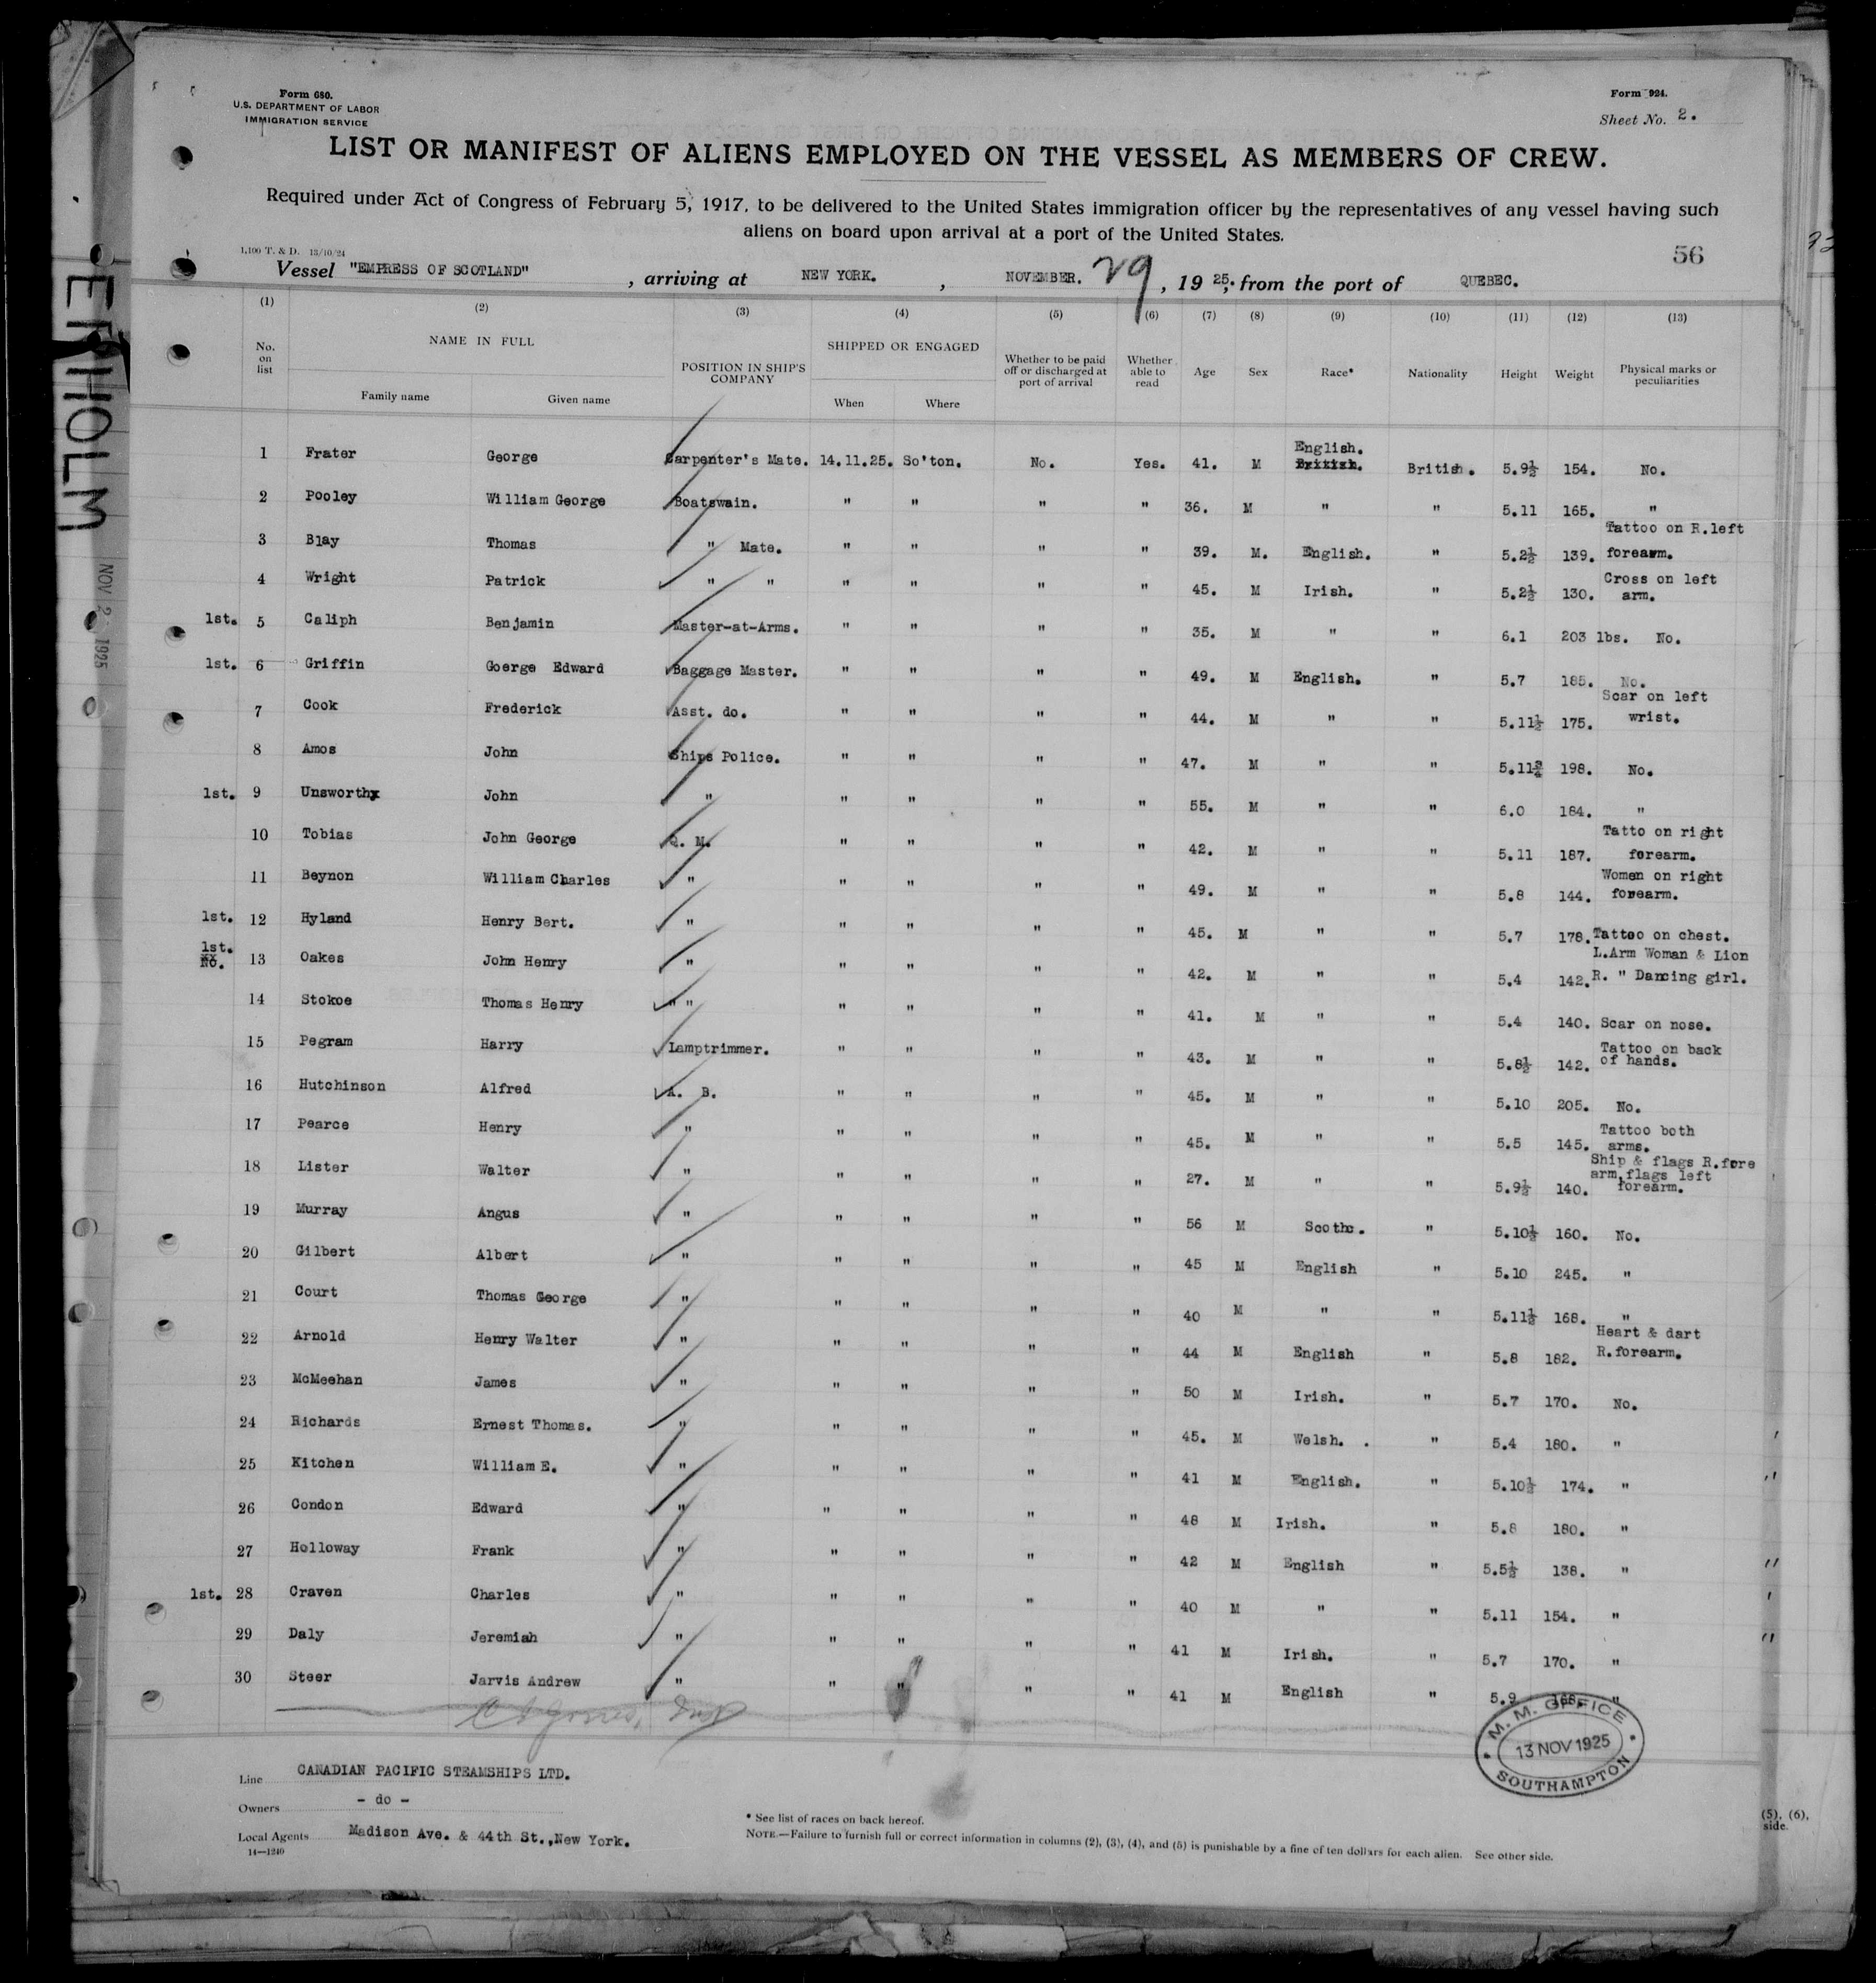 Form 680.
U.S. DEPARTMENT OF LABOR
IMMIGRATION SERVICE
Form 924.
Sheet No. 2.
LIST OR MANIFEST OF ALIENS EMPLOYED ON THE VESSEL AS MEMBERS OF CREW.
Required under Act of Congress of February 5, 1917, to be delivered to the United States immigration officer by the representatives of any vessel having such
aliens on board upon arrival at a port of the United States.
1,100 T. & D. 13/10/24
56
Vessel "EMPRESS OF SCOTLAND", arriving at NEW YORK., NOVEMBER. 29, 1925, from the port of QUEBEC.
(1) (2) (3) (4) (5) (6) (7) (8) (9) (10) (11) (12) (13)
No. on list NAME IN FULL Family name Given name POSITION IN SHIP'S COMPANY SHIPPED OR ENGAGED When Where Whether to be paid off or discharged at port of arrival Whether able to read Age Sex Race* Nationality Height Weight Physical marks or peculiarities
1 Frater George Carpenter's Mate. 14.11.25. So'ton. No. Yes. 41. M English. British. British. 5.9½ 154. No.
2 Pooley William George Boatswain. " " " " 36. M " " 5.11 165. "
3 Blay Thomas " Mate. " " " " 39. M. English. " 5.2½ 139. Tattoo on R.left forearm.
4 Wright Patrick " " " " " " 45. M Irish. " 5.2½ 130. Cross on left arm.
1st. 5 Caliph Benjamin Master-at-Arms. " " " " 35. M " " 6.1 203 lbs. No.
1st. 6 Griffin Goerge Edward Baggage Master. " " " " 49. M English. " 5.7 185. No.
7 Cook Frederick Asst. do. " " " " 44. M " " 5.11½ 175. Scar on left wrist.
8 Amos John Ships Police. " " " " 47. M " " 5.11¾ 198. No.
1st. 9 Unsworthx John " " " " " 55. M " " 6.0 184. "
10 Tobias John George Q. M. " " " " 42. M " " 5.11 187. Tatto on right forearm.
11 Beynon William Charles " " " " " 49. M " " 5.8 144. Women on right forearm.
1st. 12 Hyland Henry Bert. " " " " " 45. M " " 5.7 178. Tattoo on chest.
1st. No. 13 Oakes John Henry " " " " " 42. M " " 5.4 142. L.Arm Woman & Lion R. " Dancing girl.
14 Stokoe Thomas Henry " " " " " " 41. M " " 5.4 140. Scar on nose.
15 Pegram Harry Lamptrimmer. " " " " 43. M " " 5.8½ 142. Tattoo on back of hands.
16 Hutchinson Alfred A. B. " " " " 45. M " " 5.10 205. No.
17 Pearce Henry " " " " " 45. M " " 5.5 145. Tattoo both arms.
18 Lister Walter " " " " " 27. M " " 5.9½ 140. Ship & flags R.fore arm,flags left forearm.
19 Murray Angus " " " " " 56 M Scothc. " 5.10½ 160. No.
20 Gilbert Albert " " " " " 45 M English " 5.10 245. "
21 Court Thomas George " " " " " 40 M " " 5.11½ 168. "
22 Arnold Henry Walter " " " " " 44 M English " 5.8 182. Heart & dart R.forearm.
23 McMeehan James " " " " " 50 M Irish. " 5.7 170. No.
24 Richards Ernest Thomas. " " " " " 45. M Welsh. . " 5.4 180. "
25 Kitchen William E. " " " " " 41 M English. " 5.10½ 174. "
26 Condon Edward " " " " " 48 M Irish. " 5.8 180. "
27 Holloway Frank " " " " " 42 M English " 5.5½ 138. "
1st. 28 Craven Charles " " " " " 40 M " " 5.11 154. "
29 Daly Jeremiah " " " " " 41 M Irish. " 5.7 170. "
30 Steer Jarvis Andrew " " " " " 41 M English " 5.9 168. "
M. M. OFFICE
13 NOV 1925
SOUTHAMPTON
Line CANADIAN PACIFIC STEAMSHIPS LTD.
Owners - do -
Local Agents Madison Ave. & 44th St.,New York.
14—1240
* See list of races on back hereof.
NOTE.—Failure to furnish full or correct information in columns (2), (3), (4), and (5) is punishable by a fine of ten dollars for each alien. See other side.
(5), (6),
side.
HOLM
NOV 2 1925